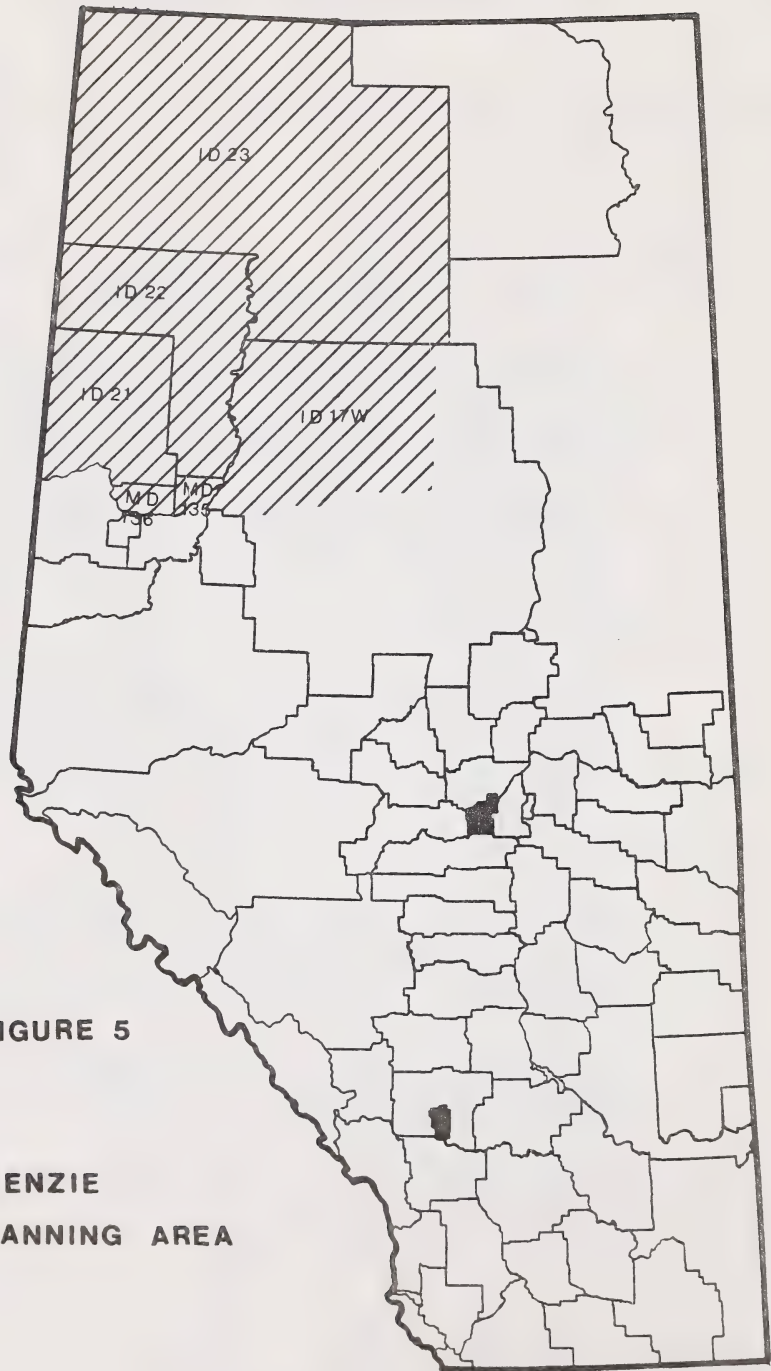 ID 23
ID 22
ID 21
ID 17W
MD
136
MD
135
IGURE 5
ENZIE
ANNING AREA